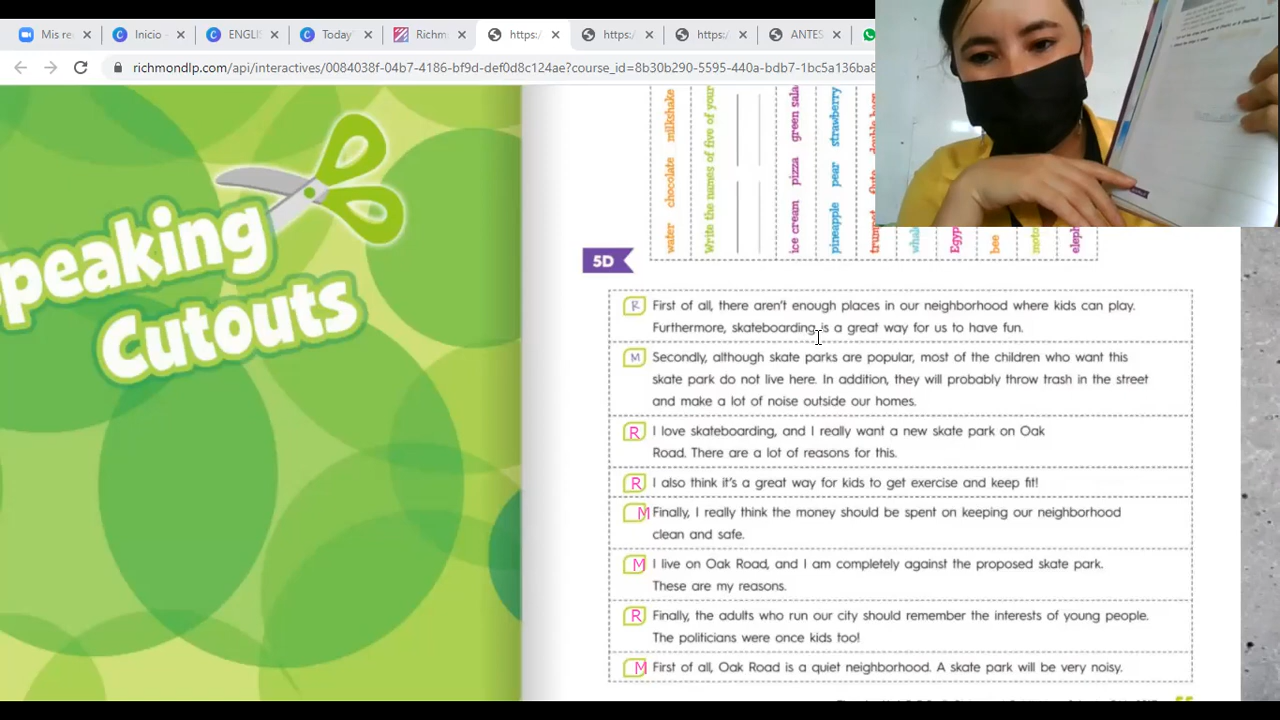 Mis re
Inicio
ENGLI
Today'
Richm
https:/
https:/
https:/
ANTES
richmondlp.com/api/interactives/0084038f-04b7-4186-bf9d-def0d8c124ae?course_id=8b30b290-5595-440a-bdb7-1bc5a136ba8
peaking
Cutouts
water chocolate milkshake
Write the names of five of your
ice cream pizza green sala
pineapple pear strawberry
trumpet flute double bass
whal
Egyp
bee
moto
eleph
5D
R First of all, there aren't enough places in our neighborhood where kids can play.
Furthermore, skateboarding is a great way for us to have fun.
M Secondly, although skate parks are popular, most of the children who want this
skate park do not live here. In addition, they will probably throw trash in the street
and make a lot of noise outside our homes.
R I love skateboarding, and I really want a new skate park on Oak
Road. There are a lot of reasons for this.
R I also think it's a great way for kids to get exercise and keep fit!
M Finally, I really think the money should be spent on keeping our neighborhood
clean and safe.
M I live on Oak Road, and I am completely against the proposed skate park.
These are my reasons.
R Finally, the adults who run our city should remember the interests of young people.
The politicians were once kids too!
M First of all, Oak Road is a quiet neighborhood. A skate park will be very noisy.